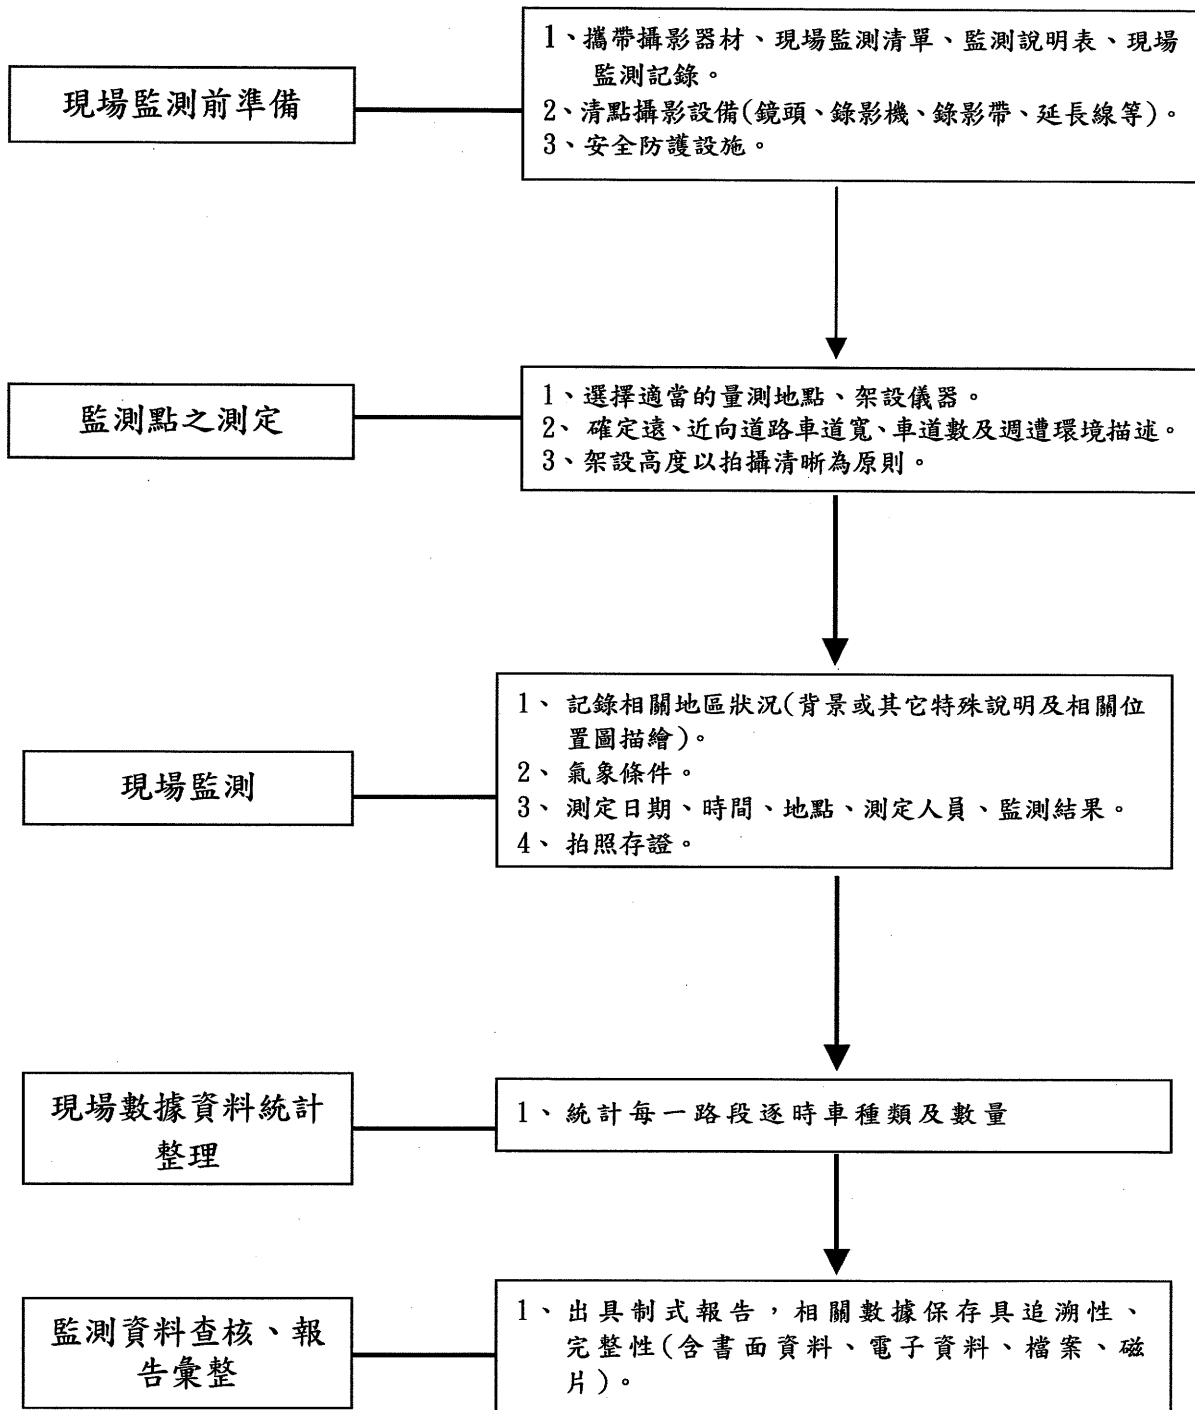 現場監測前準備
1、攜帶攝影器材、現場監測清單、監測說明表、現場
監測記錄。
2、清點攝影設備(鏡頭、錄影機、錄影帶、延長線等)。
3、安全防護設施。
監測點之測定
1、選擇適當的量測地點、架設儀器。
2、 確定遠、近向道路車道寬、車道數及週遭環境描述。
3、架設高度以拍攝清晰為原則。
現場監測
1、 記錄相關地區狀況(背景或其它特殊說明及相關位
置圖描繪)。
2、 氣象條件。
3、 測定日期、時間、地點、測定人員、監測結果。
4、 拍照存證。
現場數據資料統計
整理
1、 統計每一路段逐時車種類及數量
監測資料查核、報
告彙整
1、 出具制式報告，相關數據保存具追溯性、
完整性(含書面資料、電子資料、檔案、磁
片)。